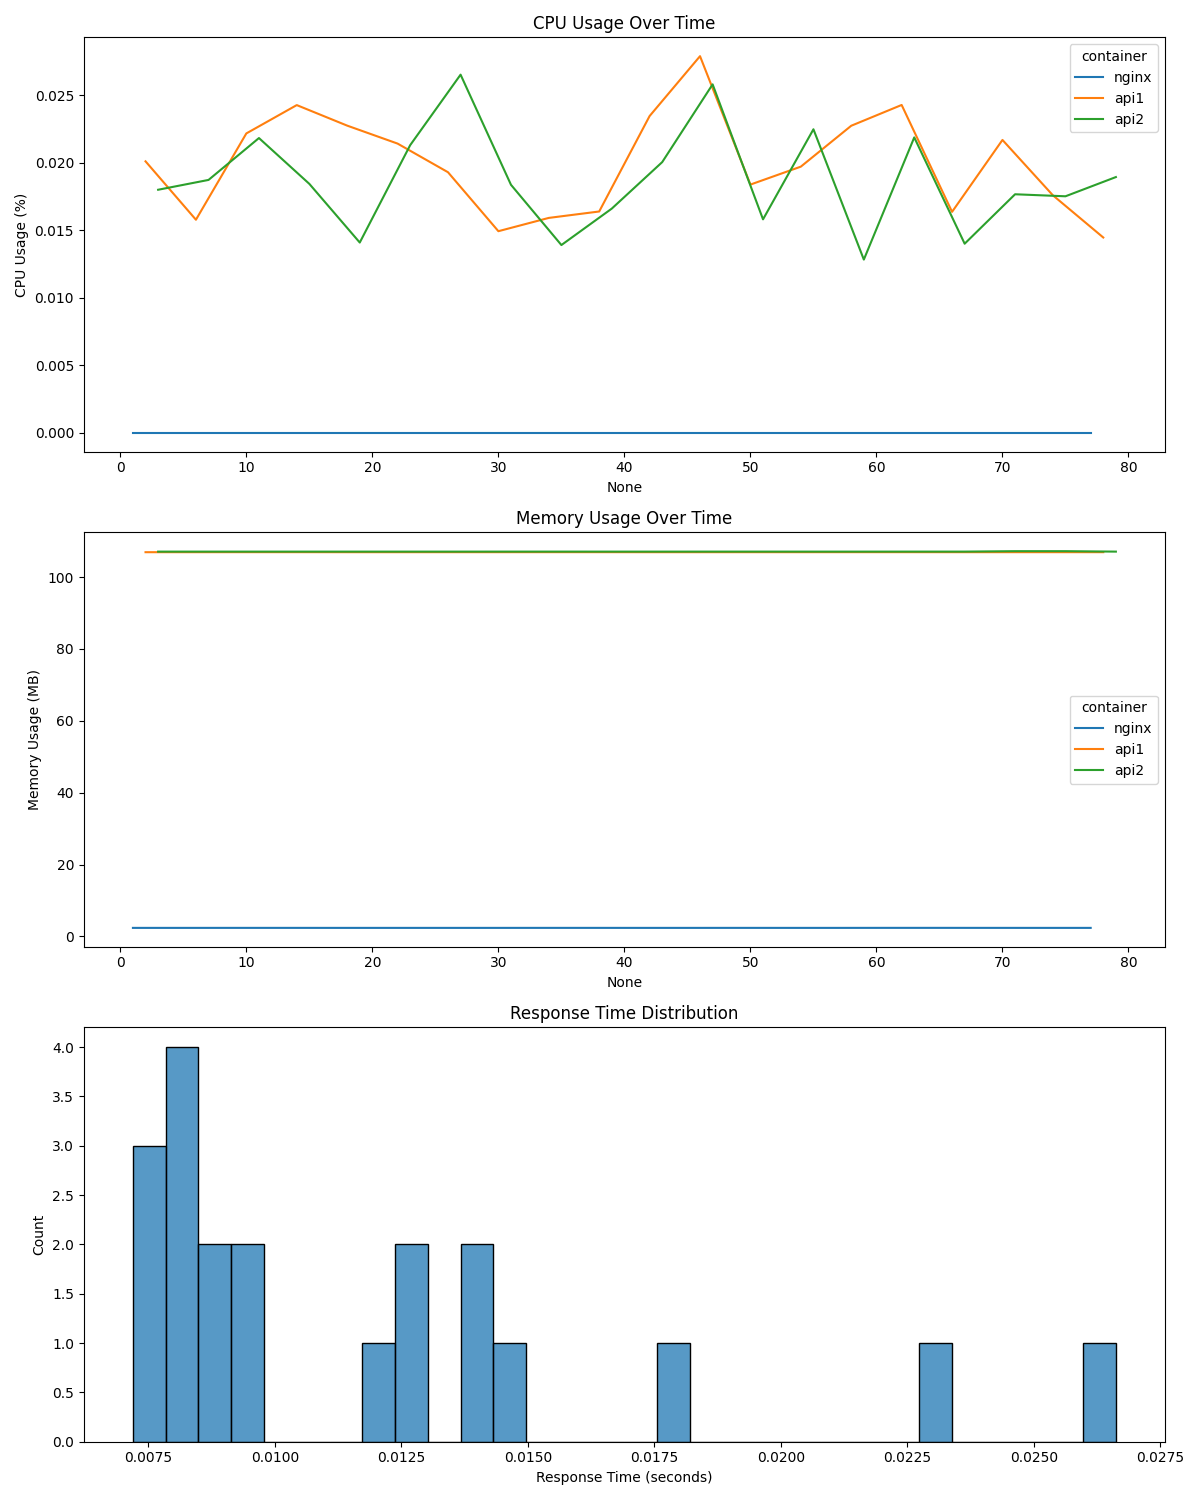 CPU Usage Over Time
CPU Usage (%)
0.025
0.020
0.015
0.010
0.005
0.000
container
nginx
api1
api2
0 10 20 30 40 50 60 70 80
None
Memory Usage Over Time
Memory Usage (MB)
100
80
60
40
20
0
container
nginx
api1
api2
0 10 20 30 40 50 60 70 80
None
Response Time Distribution
Count
4.0
3.5
3.0
2.5
2.0
1.5
1.0
0.5
0.0
0.0075 0.0100 0.0125 0.0150 0.0175 0.0200 0.0225 0.0250 0.0275
Response Time (seconds)